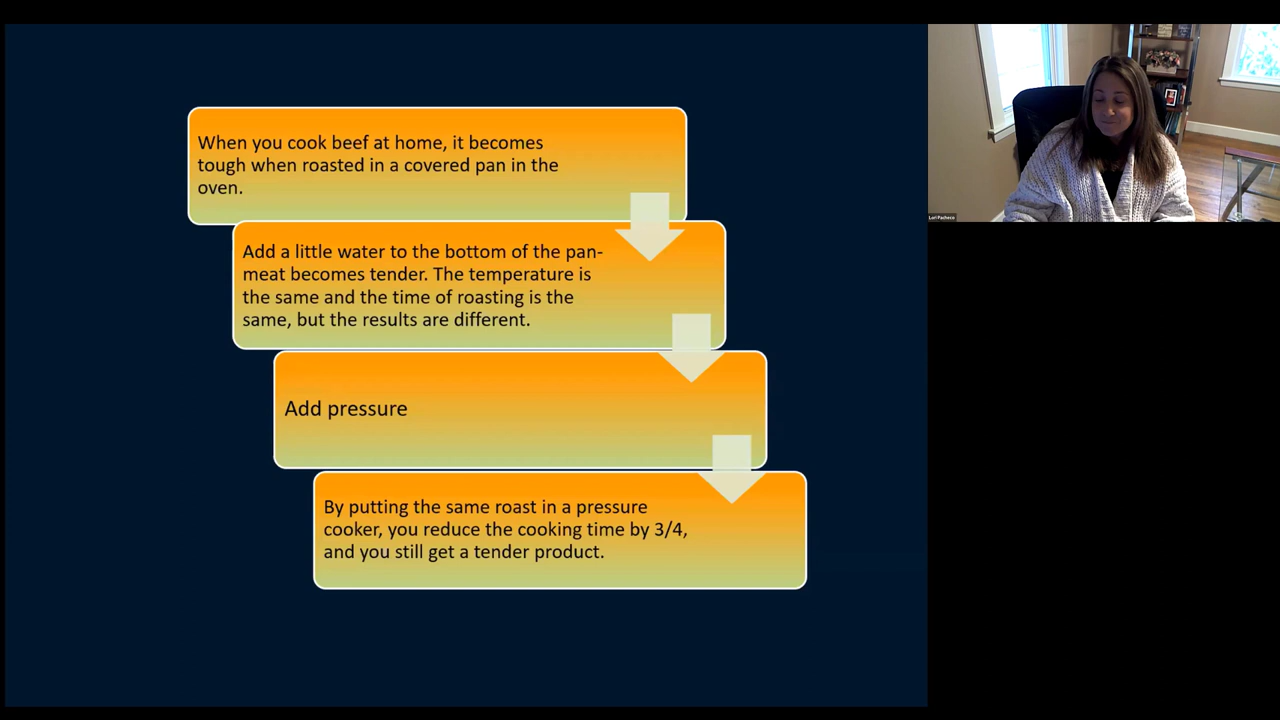 When you cook beef at home, it becomes
tough when roasted in a covered pan in the
oven.
Add a little water to the bottom of the pan-
meat becomes tender. The temperature is
the same and the time of roasting is the
same, but the results are different.
Add pressure
By putting the same roast in a pressure
cooker, you reduce the cooking time by 3/4,
and you still get a tender product.
Lori Pacheco